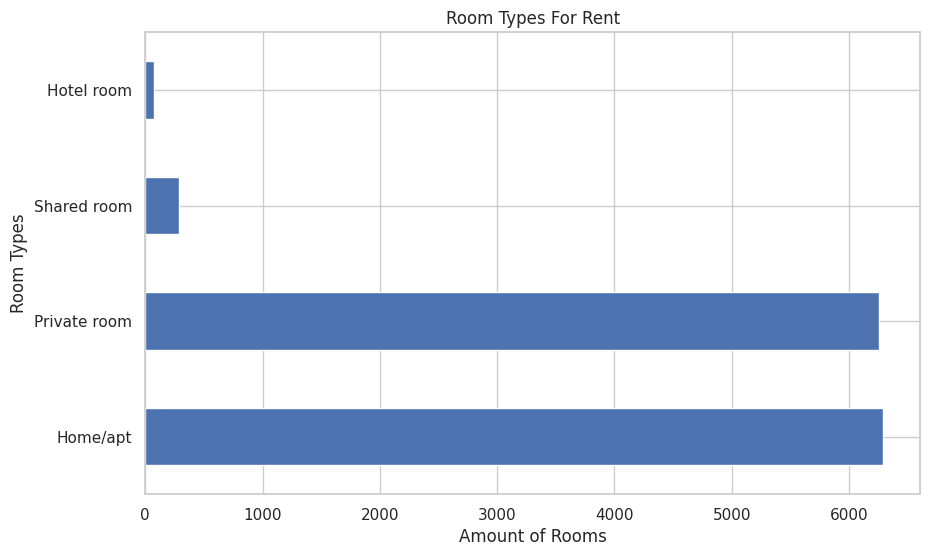 Room Types For Rent
Hotel room
Shared room
Private room
Home/apt
Room Types
0 1000 2000 3000 4000 5000 6000
Amount of Rooms